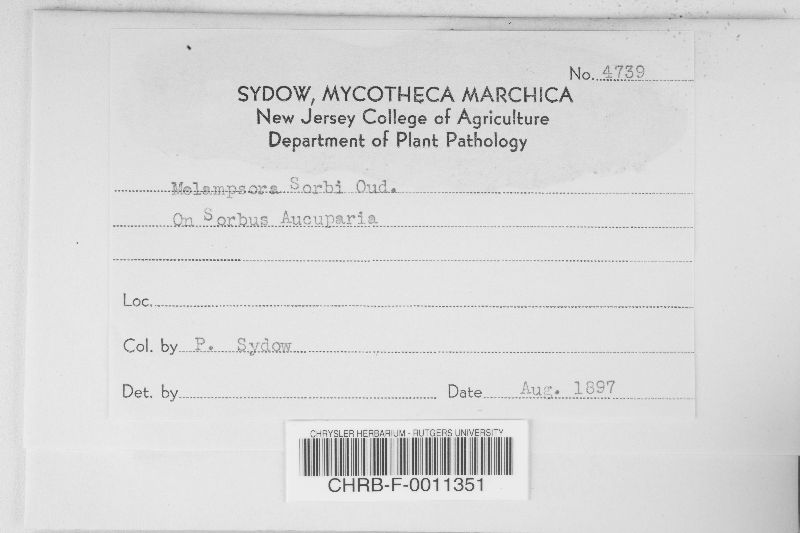 No. 4739
SYDOW, MYCOTHECA MARCHICA
New Jersey College of Agriculture
Department of Plant Pathology
Melampsora Sorbi Oud.
On Sorbus Aucuparia
Loc.
Col. by P. Sydow
Det. by Date Aug. 1897
CHRYSLER HERBARIUM - RUTGERS UNIVERSITY
CHRB-F-0011351